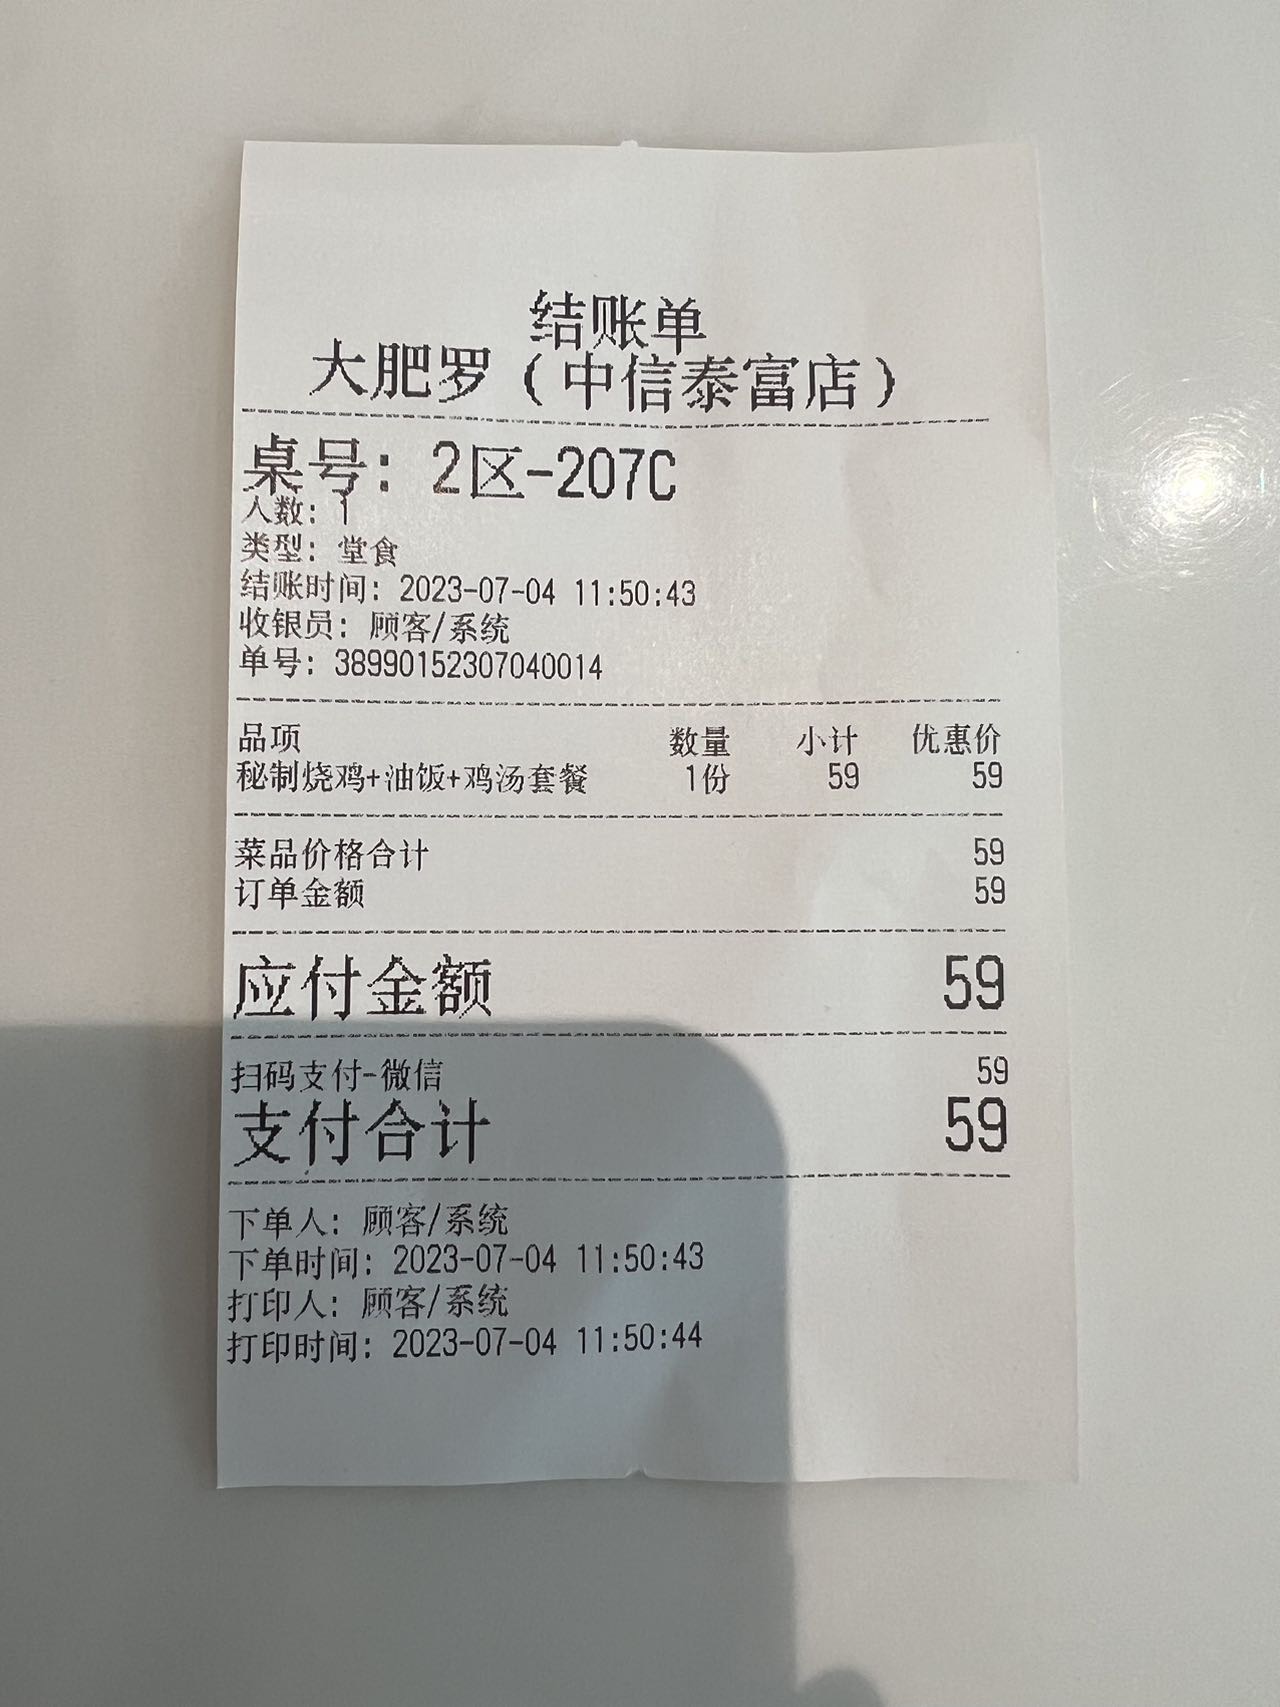 结账单
大肥罗（中信泰富店）
桌号：2区-207C
人数：1
类型：堂食
结账时间：2023-07-04 11:50:43
收银员：顾客/系统
单号：38990152307040014
品项 数量 小计 优惠价
秘制烧鸡+油饭+鸡汤套餐 1份 59 59
菜品价格合计 59
订单金额 59
应付金额 59
扫码支付-微信 59
支付合计 59
下单人：顾客/系统
下单时间：2023-07-04 11:50:43
打印人：顾客/系统
打印时间：2023-07-04 11:50:44